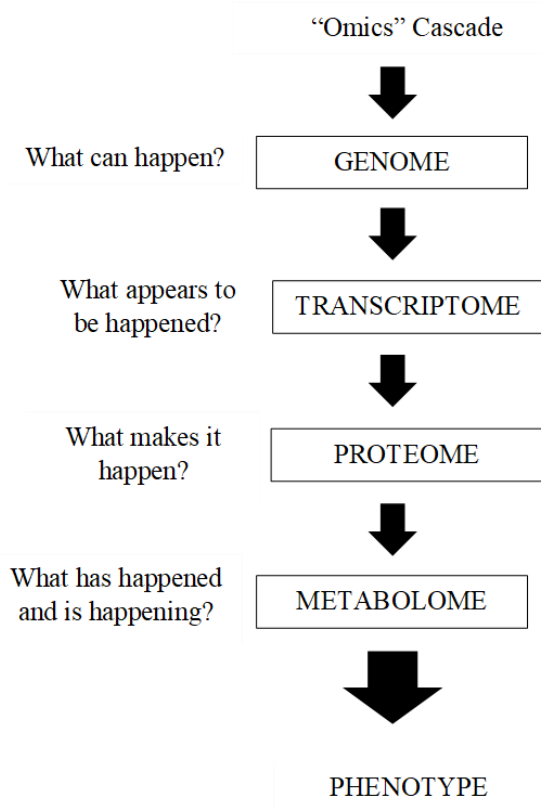 “Omics” Cascade
What can happen?
GENOME
What appears to
be happened?
TRANSCRIPTOME
What makes it
happen?
PROTEOME
What has happened
and is happening?
METABOLOME
PHENOTYPE